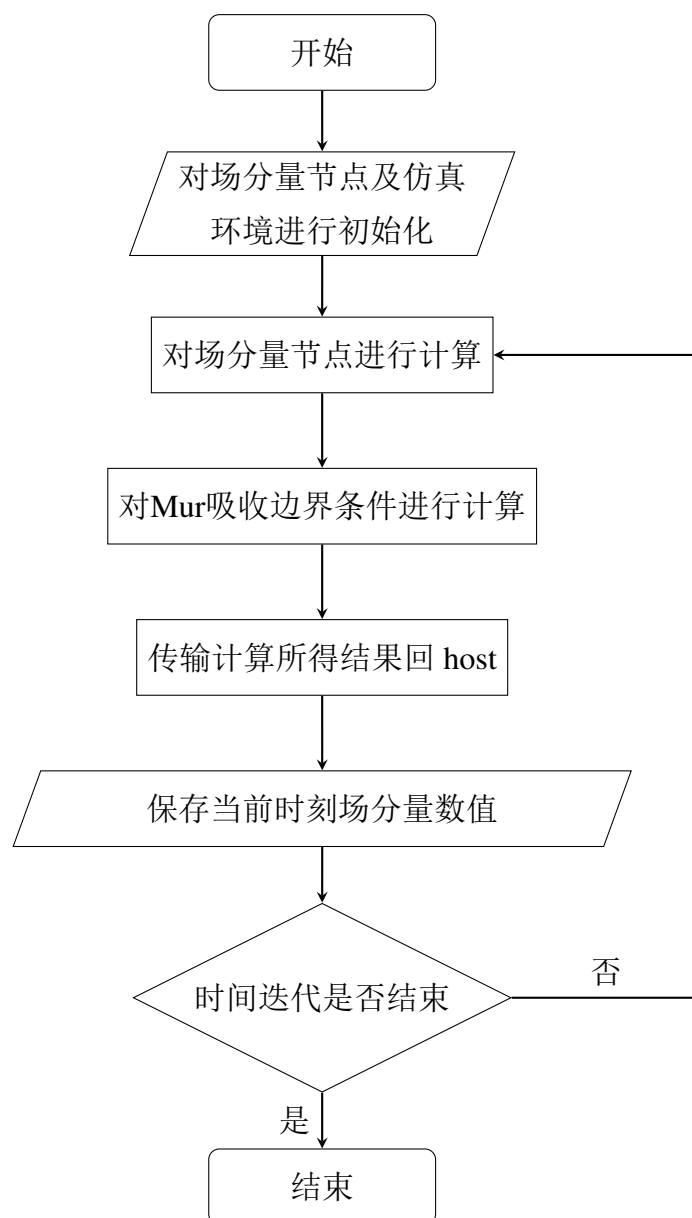 开始
对场分量节点及仿真
环境进行初始化
对场分量节点进行计算
对Mur吸收边界条件进行计算
传输计算所得结果回 host
保存当前时刻场分量数值
时间迭代是否结束
否
是
结束